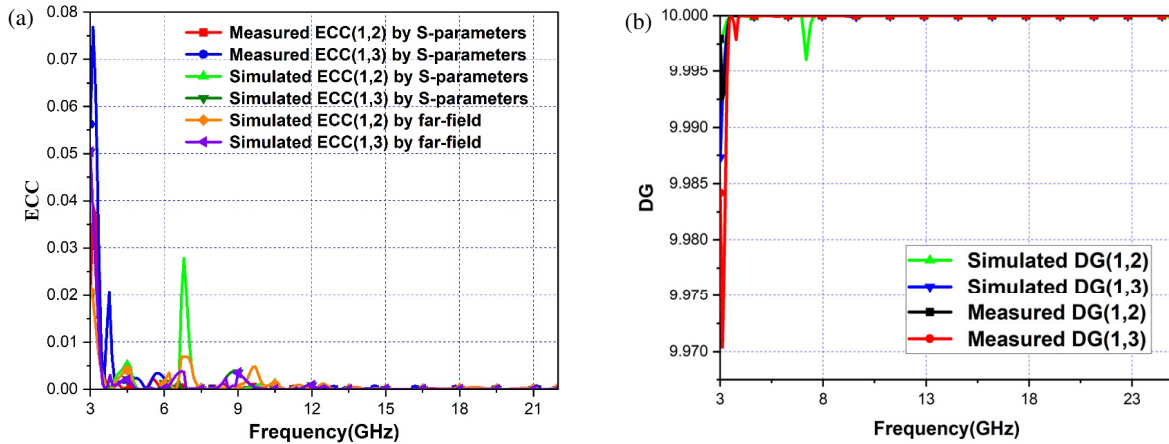 (a)
0.08
0.07
0.06
0.05
0.04
0.03
0.02
0.01
0.00
ECC
Measured ECC(1,2) by S-parameters
Measured ECC(1,3) by S-parameters
Simulated ECC(1,2) by S-parameters
Simulated ECC(1,3) by S-parameters
Simulated ECC(1,2) by far-field
Simulated ECC(1,3) by far-field
3 6 9 12 15 18 21
Frequency(GHz)
(b)
10.000
9.995
9.990
9.985
9.980
9.975
9.970
DG
Simulated DG(1,2)
Simulated DG(1,3)
Measured DG(1,2)
Measured DG(1,3)
3 8 13 18 23
Frequency(GHz)